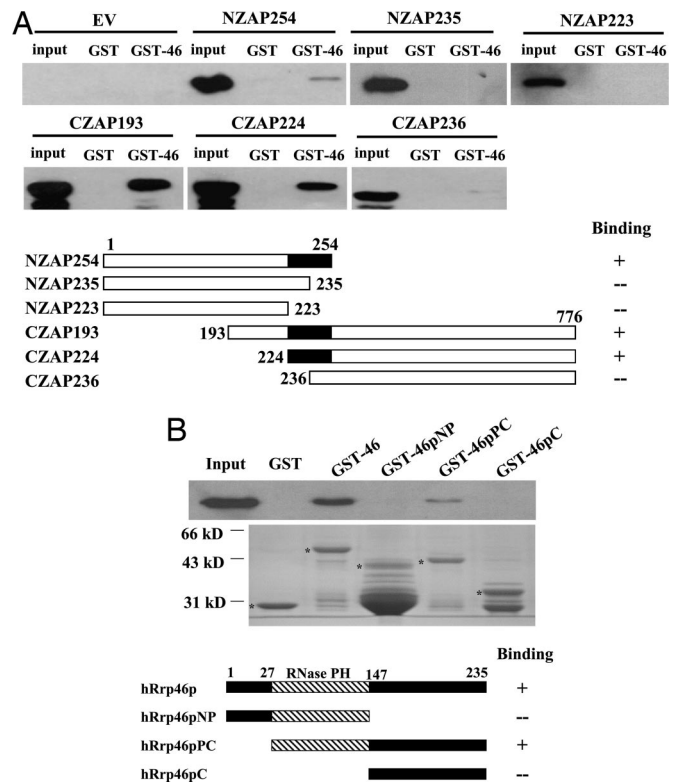 A
EV NZAP254 NZAP235 NZAP223
input GST GST-46 input GST GST-46 input GST GST-46 input GST GST-46
CZAP193 CZAP224 CZAP236
input GST GST-46 input GST GST-46 input GST GST-46
Binding
1 254
NZAP254 +
NZAP235 235 --
NZAP223 223 --
776
CZAP193 193 +
CZAP224 224 +
CZAP236 236 --
B
Input GST GST-46 GST-46pNP GST-46pPC GST-46pC
66 kD
43 kD
31 kD
* * * * *
Binding
1 27 RNase PH 147 235
hRrp46p +
hRrp46pNP --
hRrp46pPC +
hRrp46pC --